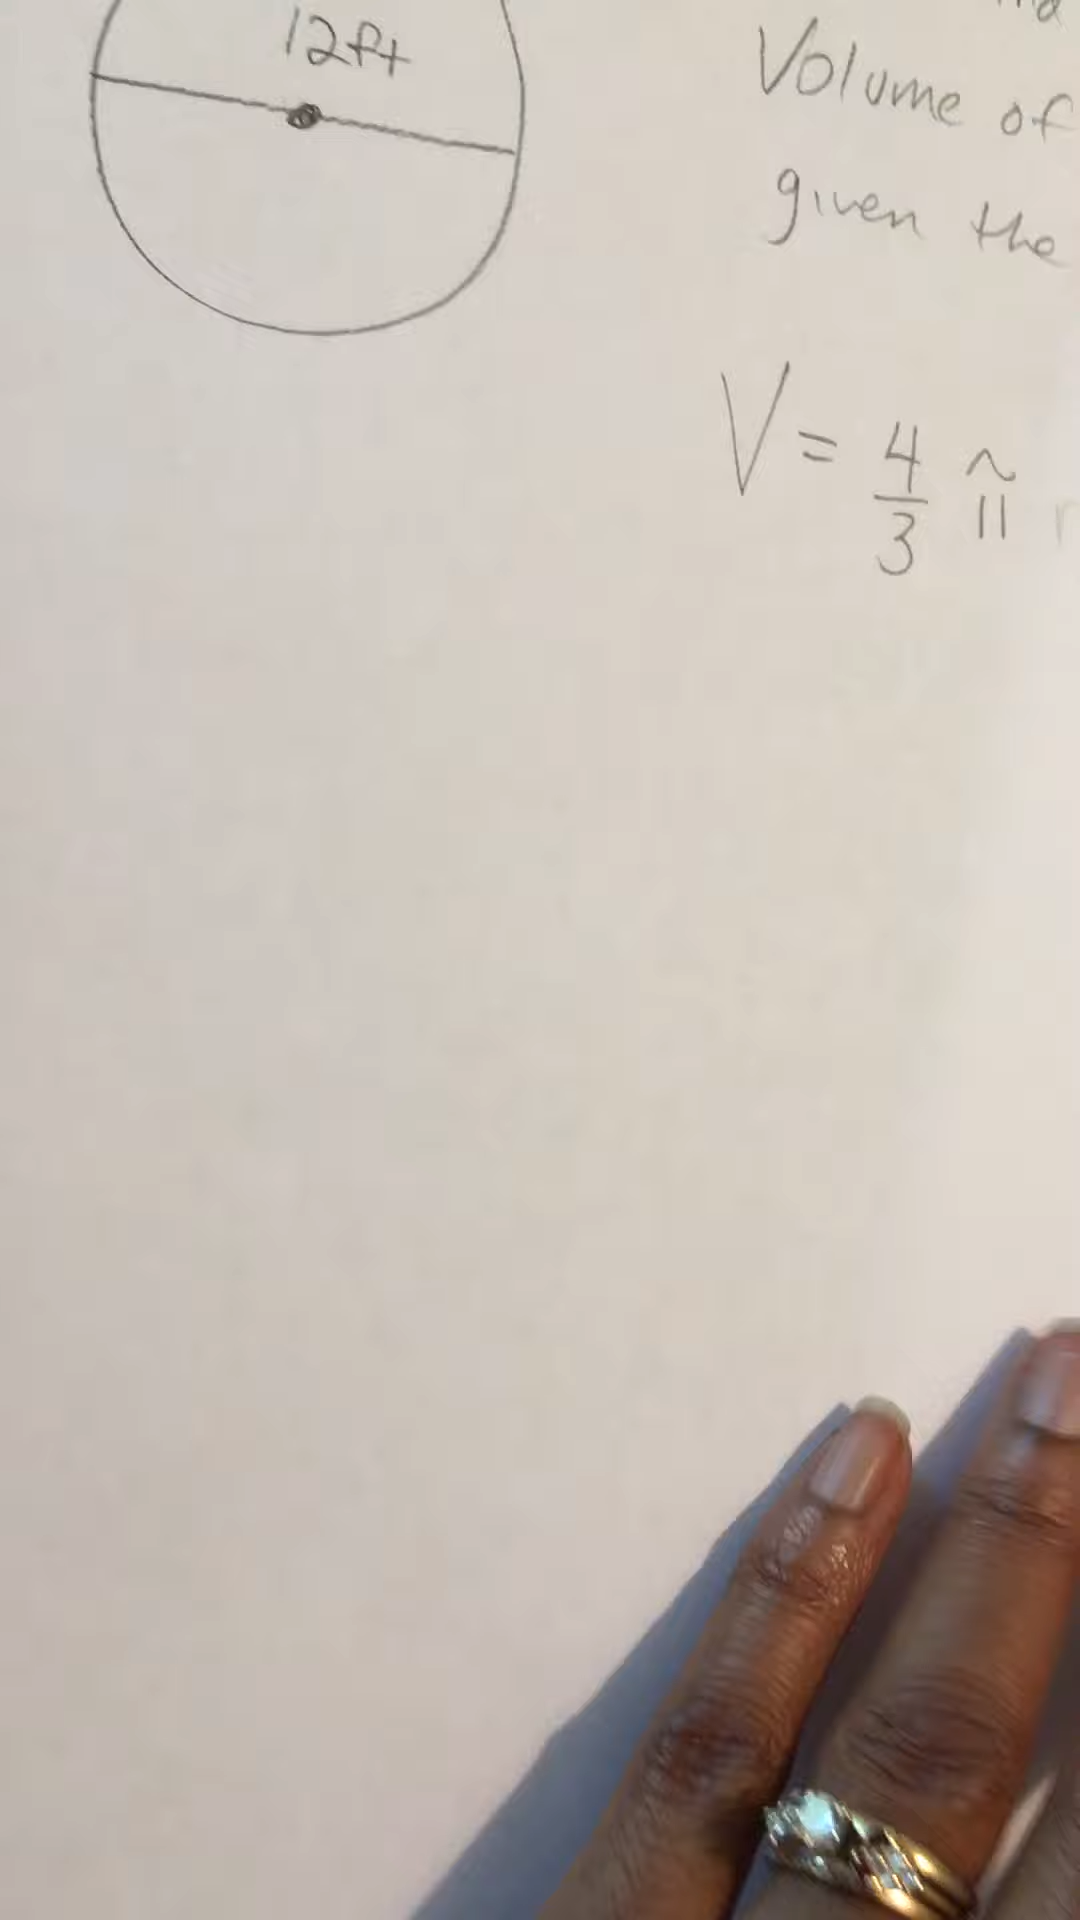 12ft
Volume of
given the
V = 4/3 π r